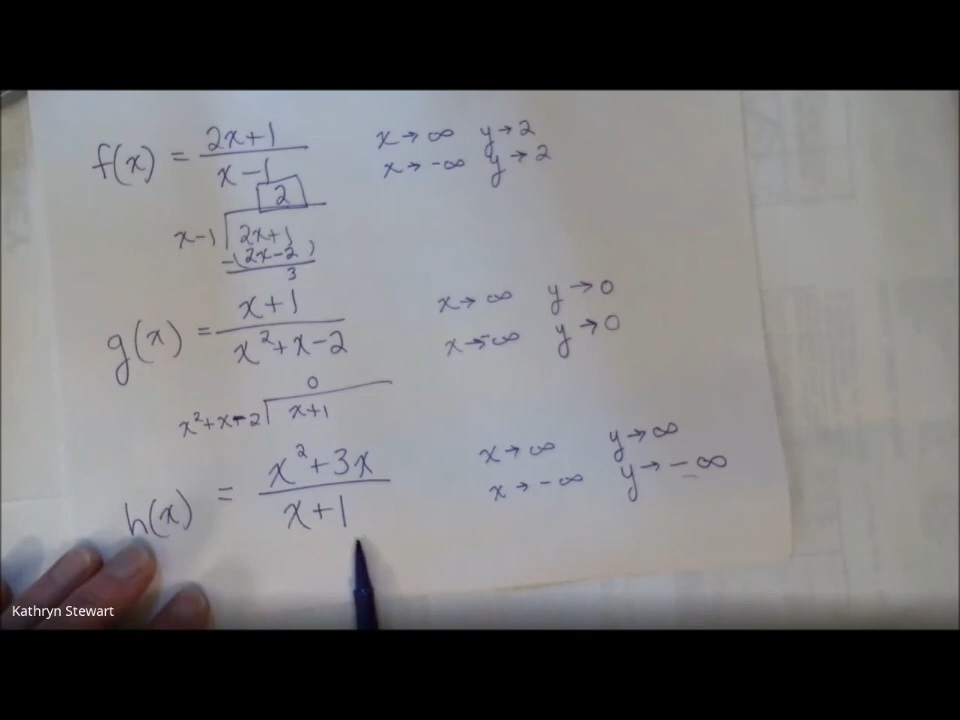 f(x) = (2x+1)/(x-1) x→∞ y→2
x→-∞ y→2
2
x-1 2x+1
-(2x-2)
3
g(x) = (x+1)/(x²+x-2) x→∞ y→0
x→-∞ y→0
0
x²+x-2 x+1
h(x) = (x²+3x)/(x+1) x→∞ y→∞
x→-∞ y→-∞
Kathryn Stewart